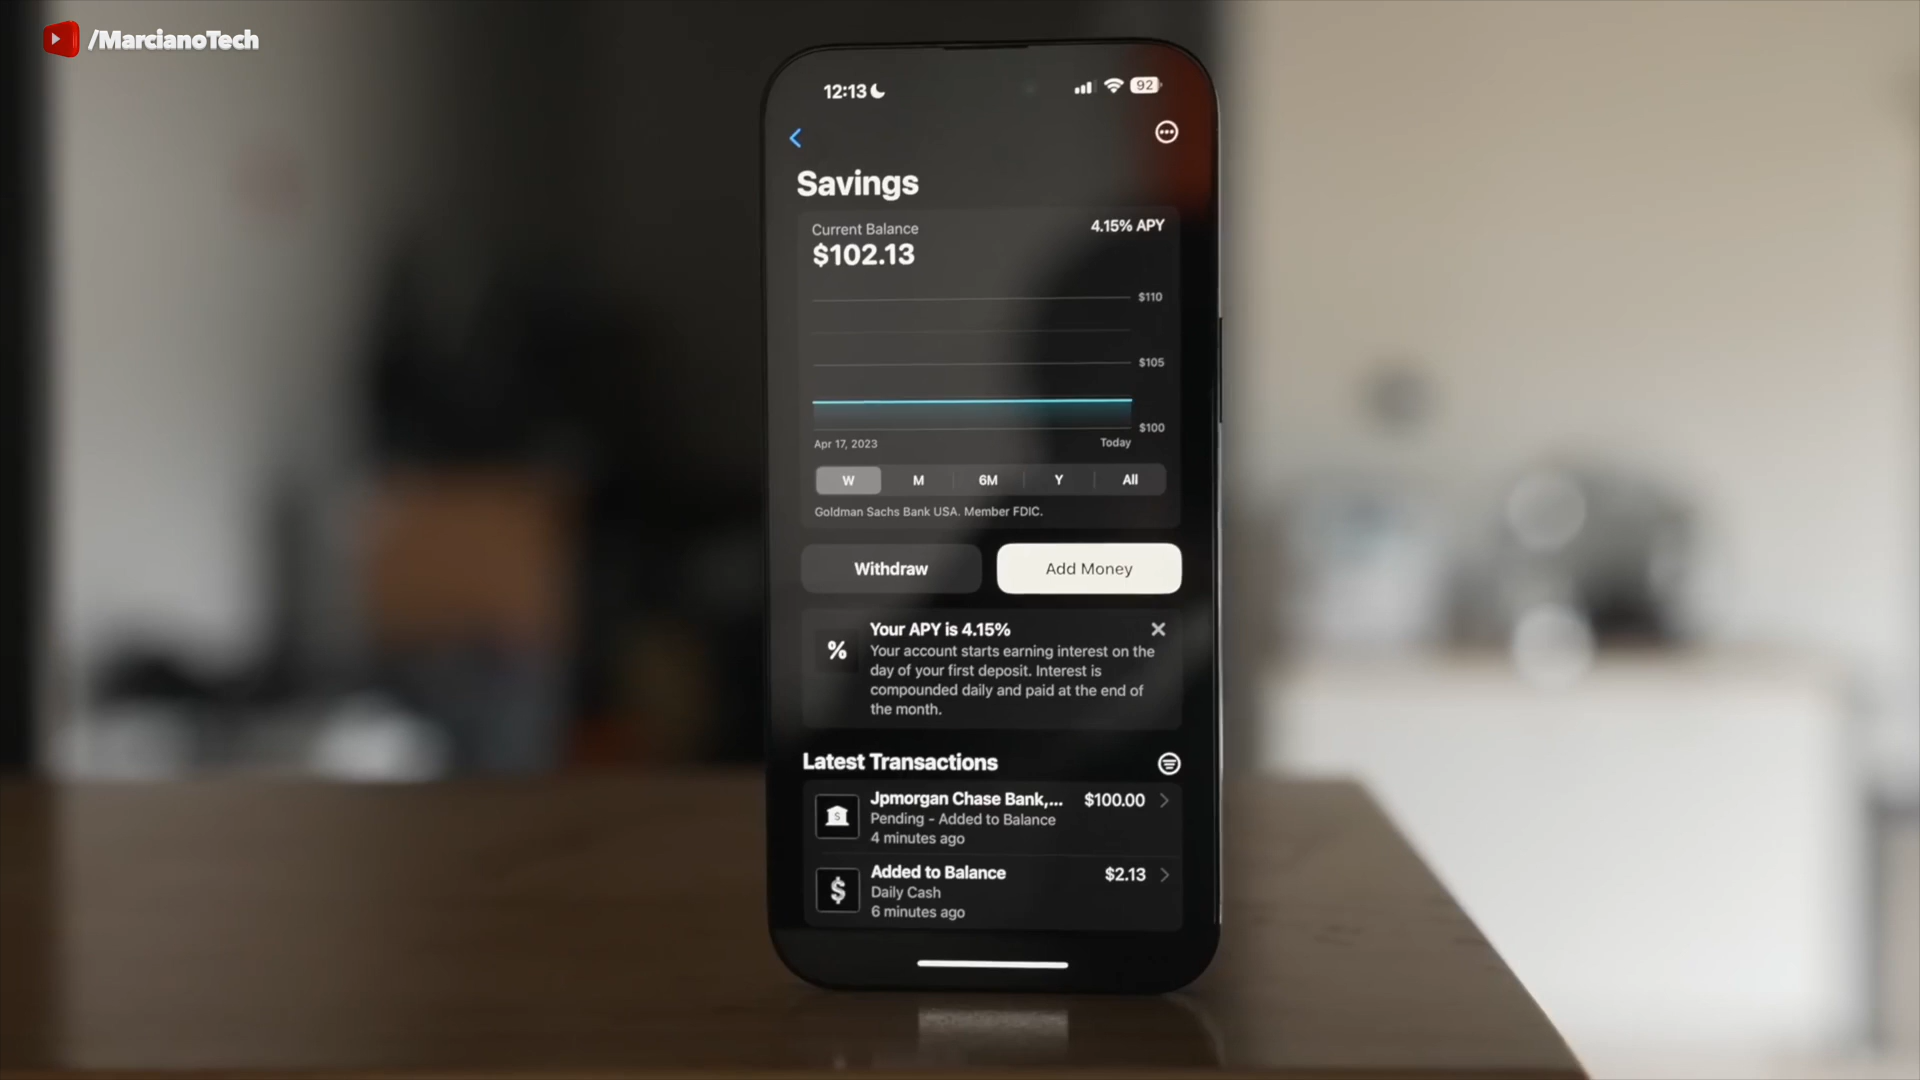 /MarcianoTech
12:13
92
Savings
Current Balance
4.15% APY
$102.13
$110
$105
$100
Apr 17, 2023
Today
W
M
6M
Y
All
Goldman Sachs Bank USA. Member FDIC.
Withdraw
Add Money
Your APY is 4.15%
%
Your account starts earning interest on the
day of your first deposit. Interest is
compounded daily and paid at the end of
the month.
Latest Transactions
Jpmorgan Chase Bank,...
$100.00
$
Pending - Added to Balance
4 minutes ago
Added to Balance
$2.13
$
Daily Cash
6 minutes ago